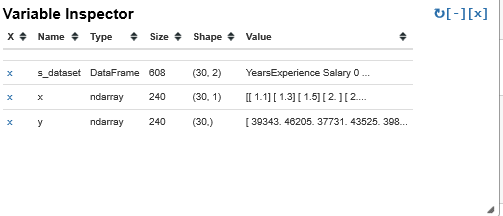 Variable Inspector ↻[-][x]
X Name Type Size Shape Value
x s_dataset DataFrame 608 (30, 2) YearsExperience Salary 0 ...
x x ndarray 240 (30, 1) [[ 1.1] [ 1.3] [ 1.5] [ 2. ] [ 2....
x y ndarray 240 (30,) [ 39343. 46205. 37731. 43525. 398...